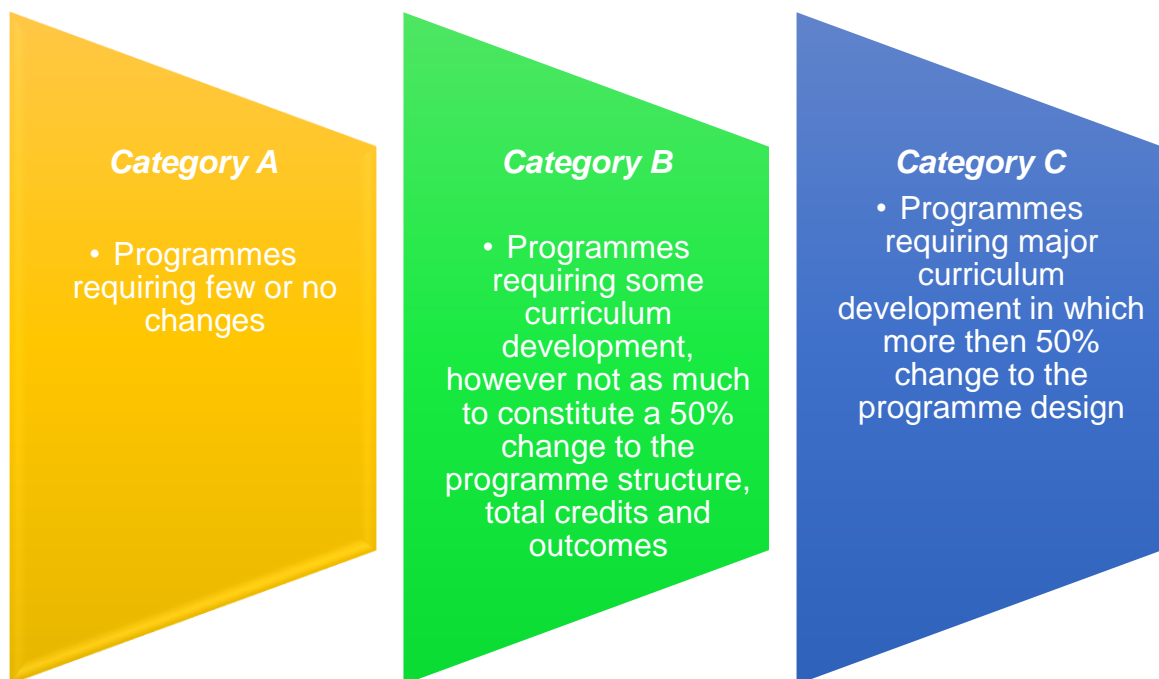 Category A
• Programmes
requiring few or no
changes
Category B
• Programmes
requiring some
curriculum
development,
however not as much
to constitute a 50%
change to the
programme structure,
total credits and
outcomes
Category C
• Programmes
requiring major
curriculum
development in which
more then 50%
change to the
programme design